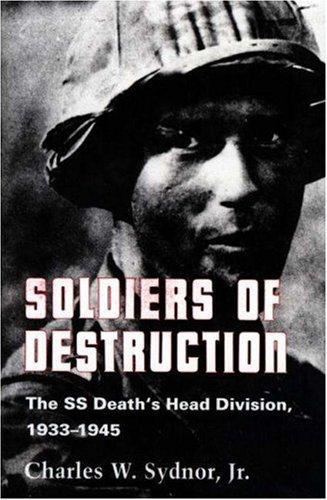 SOLDIERS OF
DESTRUCTION
The SS Death's Head Division,
1933–1945
Charles W. Sydnor, Jr.